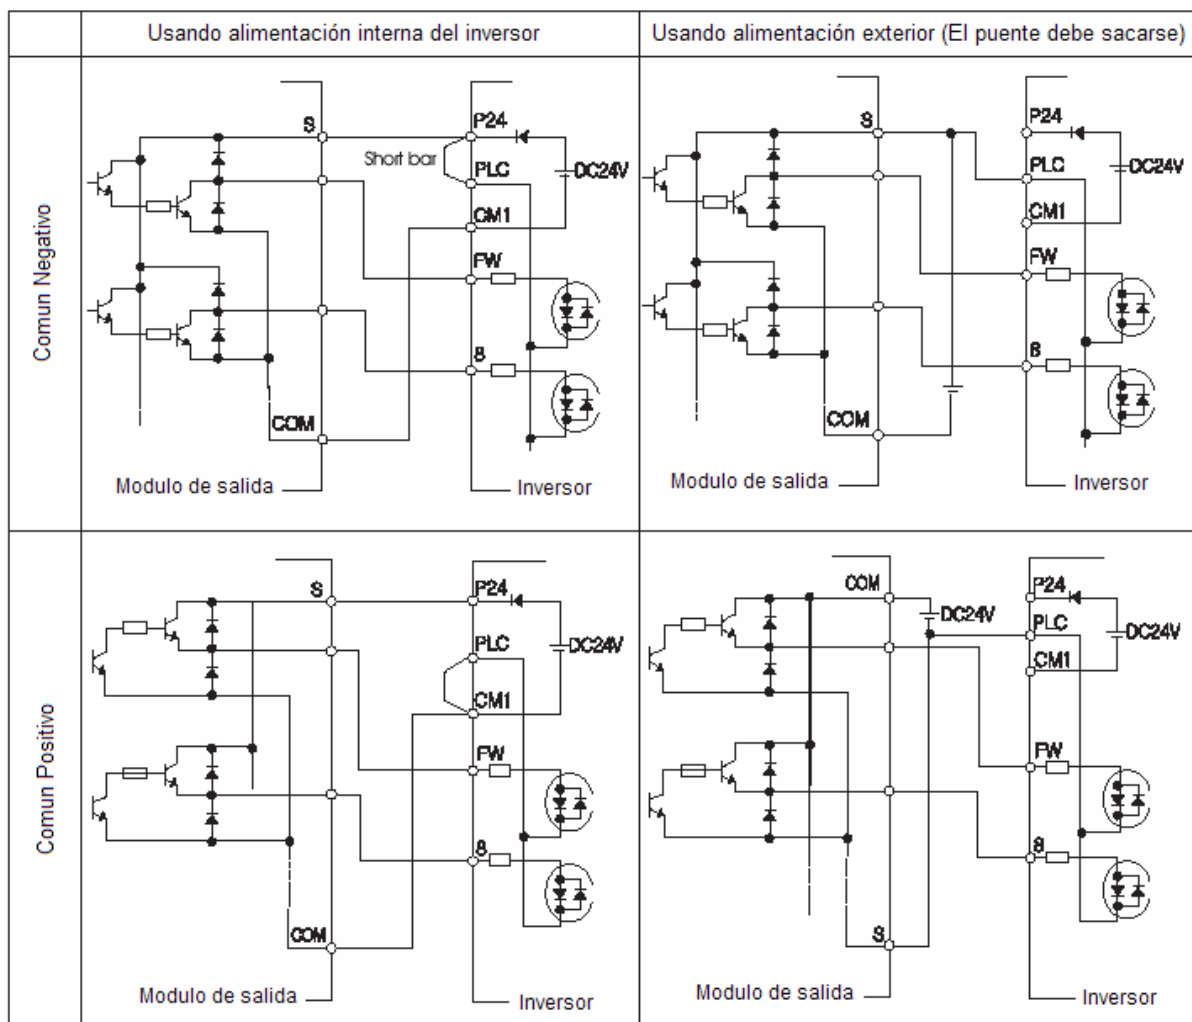 Usando alimentación interna del inversor
Usando alimentación exterior (El puente debe sacarse)
Comun Negativo
S
P24
Short bar
PLC
DC24V
CM1
FW
8
COM
Modulo de salida
Inversor
S
P24
PLC
DC24V
CM1
FW
8
COM
Modulo de salida
Inversor
Comun Positivo
S
P24
PLC
DC24V
CM1
FW
8
COM
Modulo de salida
Inversor
COM
P24
DC24V
PLC
DC24V
CM1
FW
8
S
Modulo de salida
Inversor